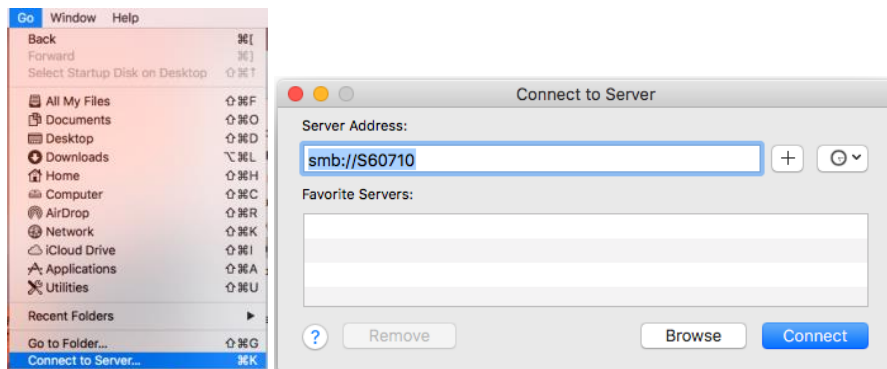 Go Window Help
Back ⌘[
Forward ⌘]
Select Startup Disk on Desktop ⇧⌘↑
All My Files ⇧⌘F
Documents ⇧⌘O
Desktop ⇧⌘D
Downloads ⌥⌘L
Home ⇧⌘H
Computer ⇧⌘C
AirDrop ⇧⌘R
Network ⇧⌘K
iCloud Drive ⇧⌘I
Applications ⇧⌘A
Utilities ⇧⌘U
Recent Folders ▶
Go to Folder... ⇧⌘G
Connect to Server... ⌘K
Connect to Server
Server Address:
smb://S60710
+
Favorite Servers:
? Remove Browse Connect